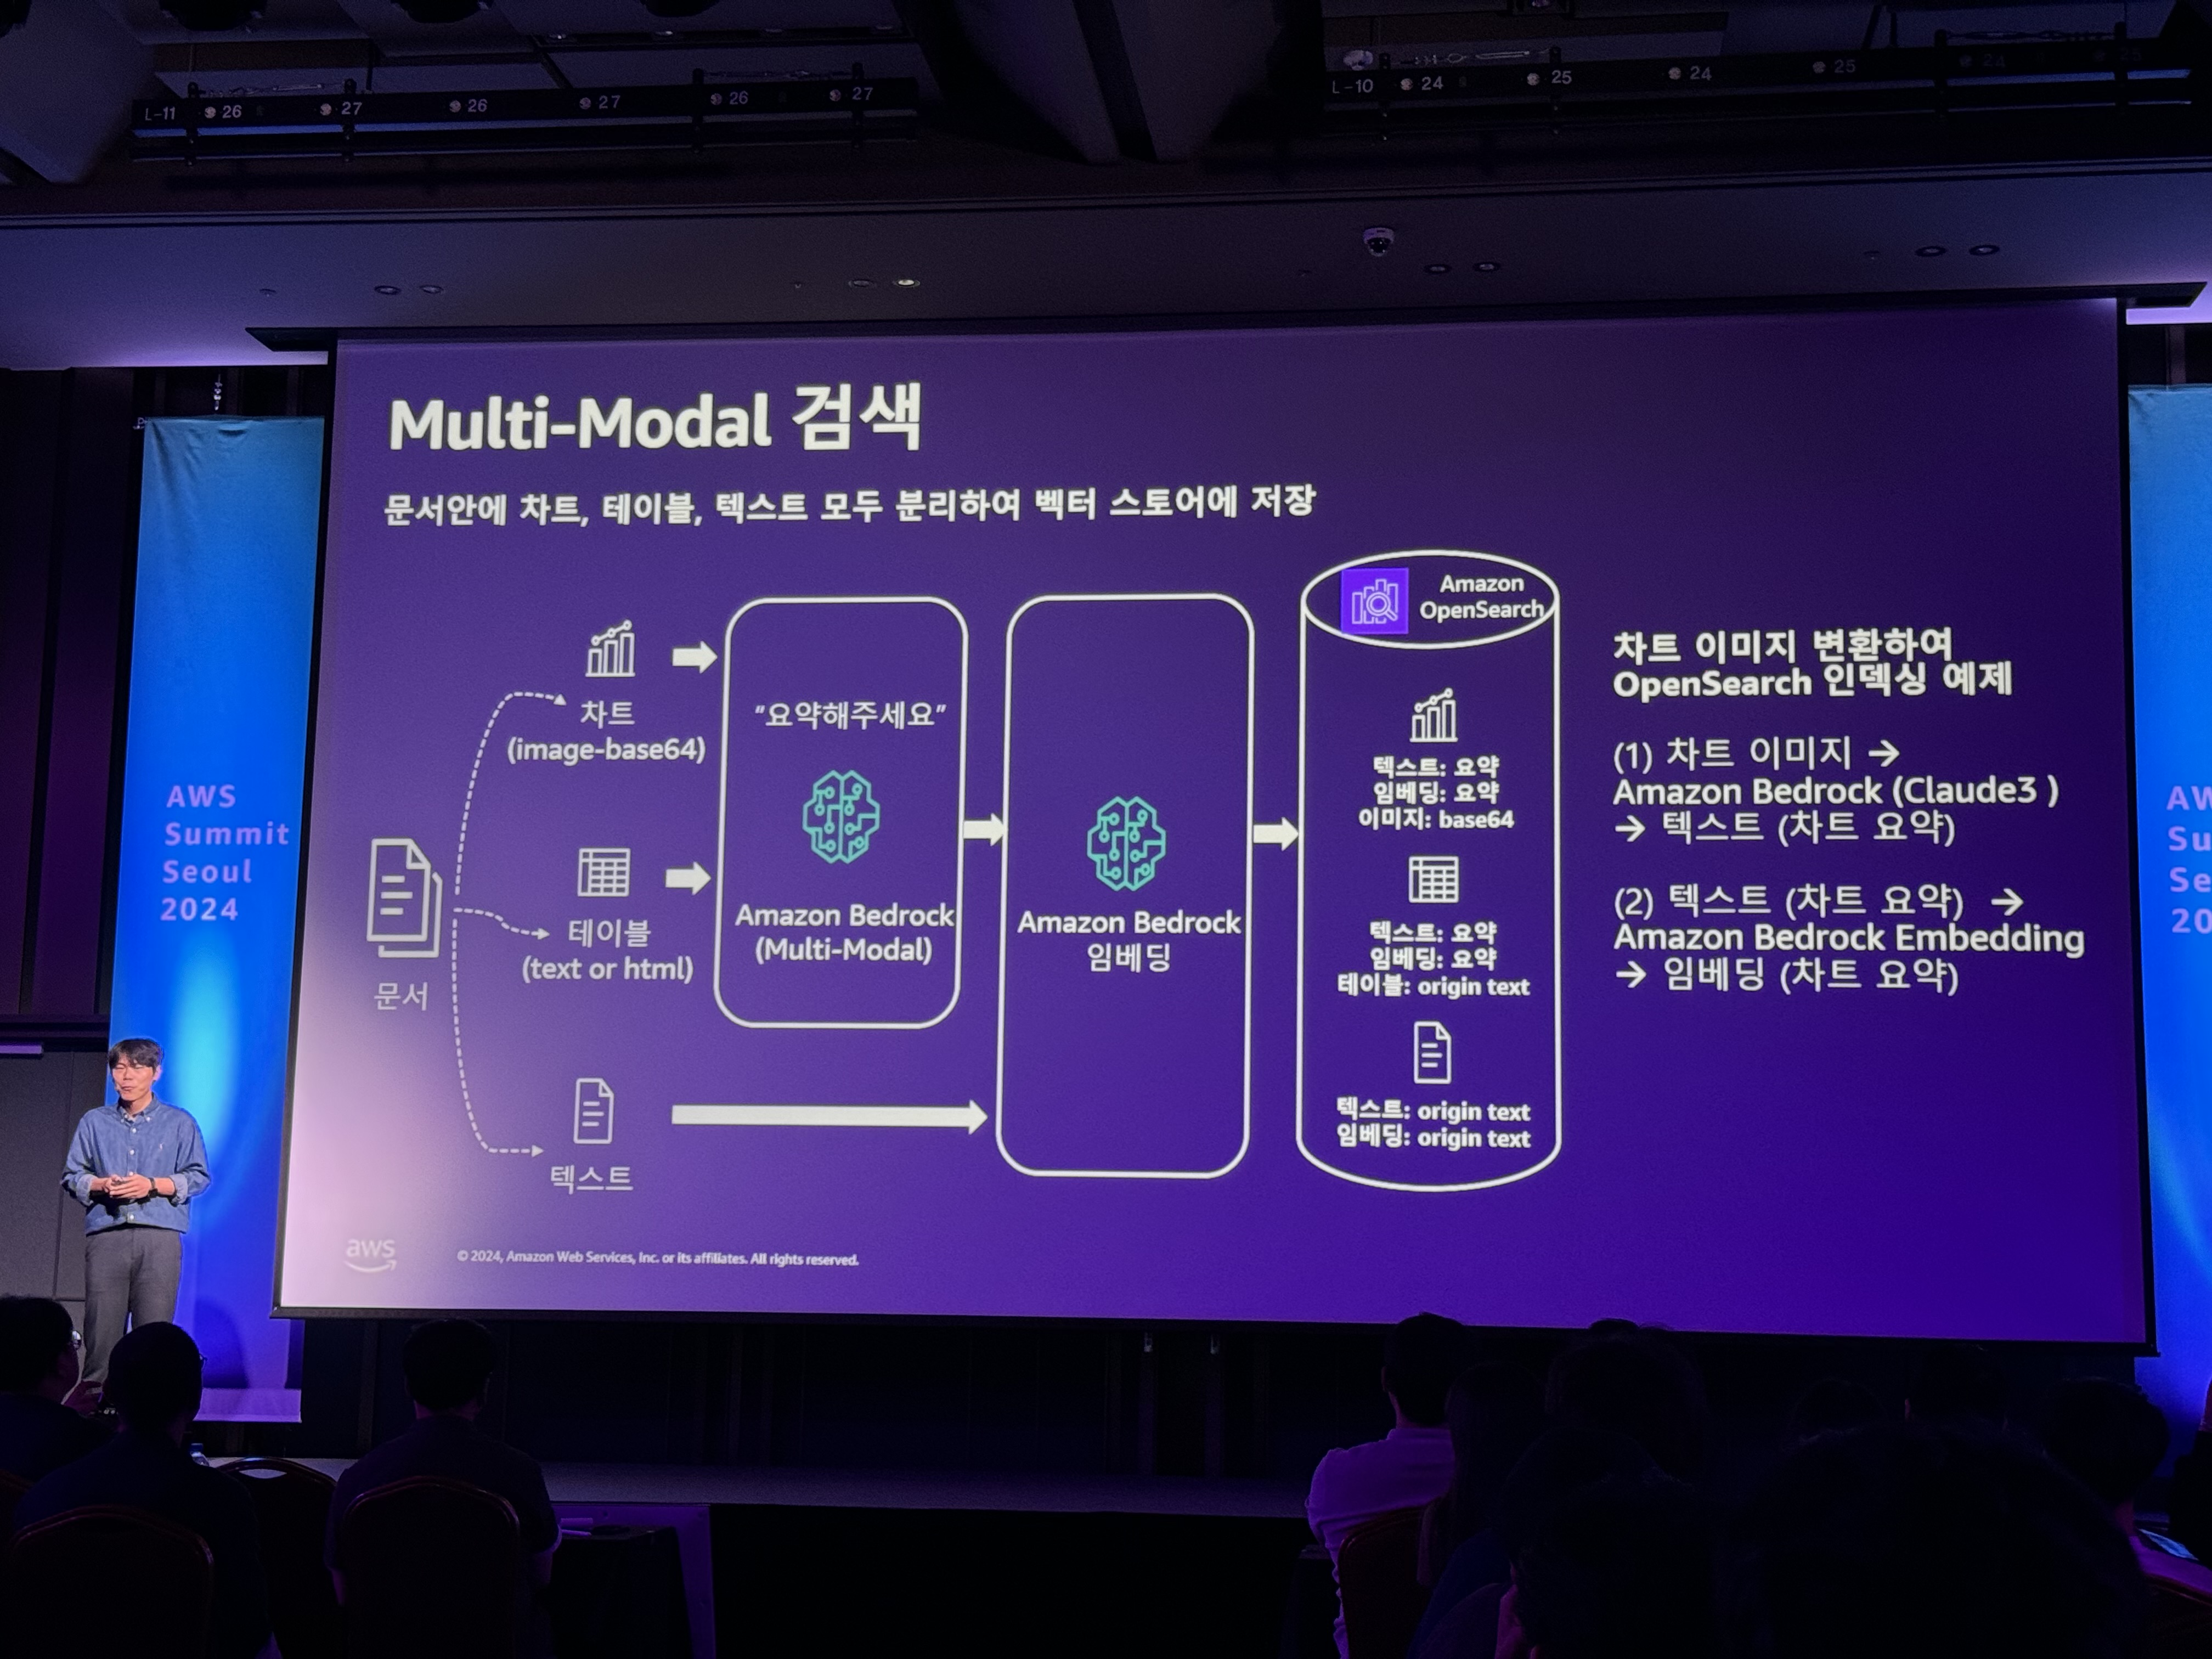 L-11 26 27 26 27 26 27
L-10 24 25 24 25 24 25
Multi-Modal 검색
문서안에 차트, 테이블, 텍스트 모두 분리하여 벡터 스토어에 저장
문서
차트
(image-base64)
테이블
(text or html)
텍스트
"요약해주세요"
Amazon Bedrock
(Multi-Modal)
Amazon Bedrock
임베딩
Amazon
OpenSearch
텍스트: 요약
임베딩: 요약
이미지: base64
텍스트: 요약
임베딩: 요약
테이블: origin text
텍스트: origin text
임베딩: origin text
차트 이미지 변환하여
OpenSearch 인덱싱 예제
(1) 차트 이미지 →
Amazon Bedrock (Claude3 )
→ 텍스트 (차트 요약)
(2) 텍스트 (차트 요약) →
Amazon Bedrock Embedding
→ 임베딩 (차트 요약)
aws
© 2024, Amazon Web Services, Inc. or its affiliates. All rights reserved.
AWS
Summit
Seoul
2024
AW
Su
Se
20